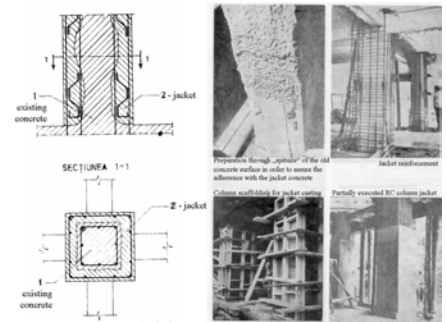 1
1
1
existing concrete
2 - jacket
SECȚIUNEA 1-1
2 - jacket
1
existing concrete
Preparation through „spituire" of the old
concrete surface in order to assure the
adherence with the jacket concrete
Jacket reinforcement
Column scaffolding for jacket casting
Partially executed RC column jacket